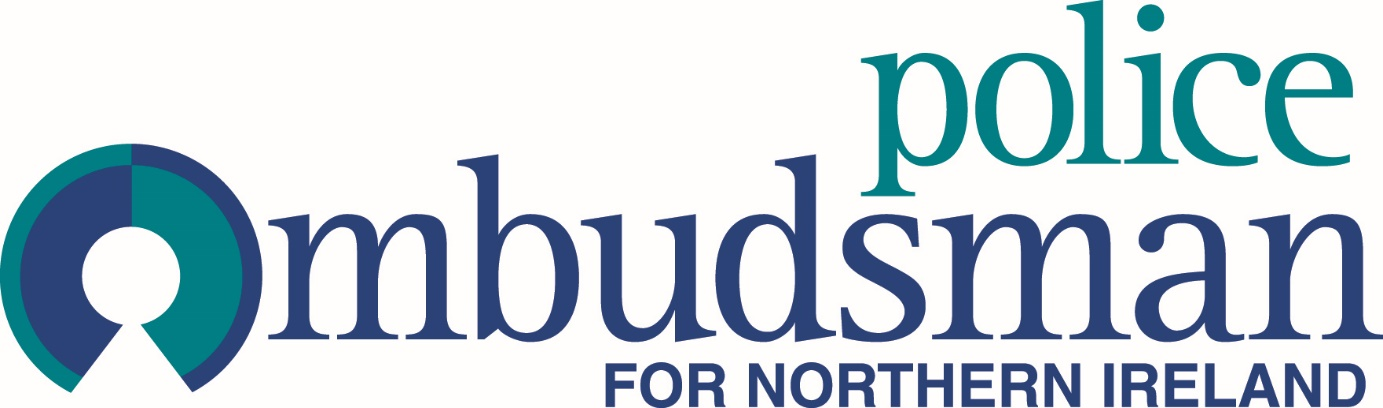 police
Ombudsman
FOR NORTHERN IRELAND